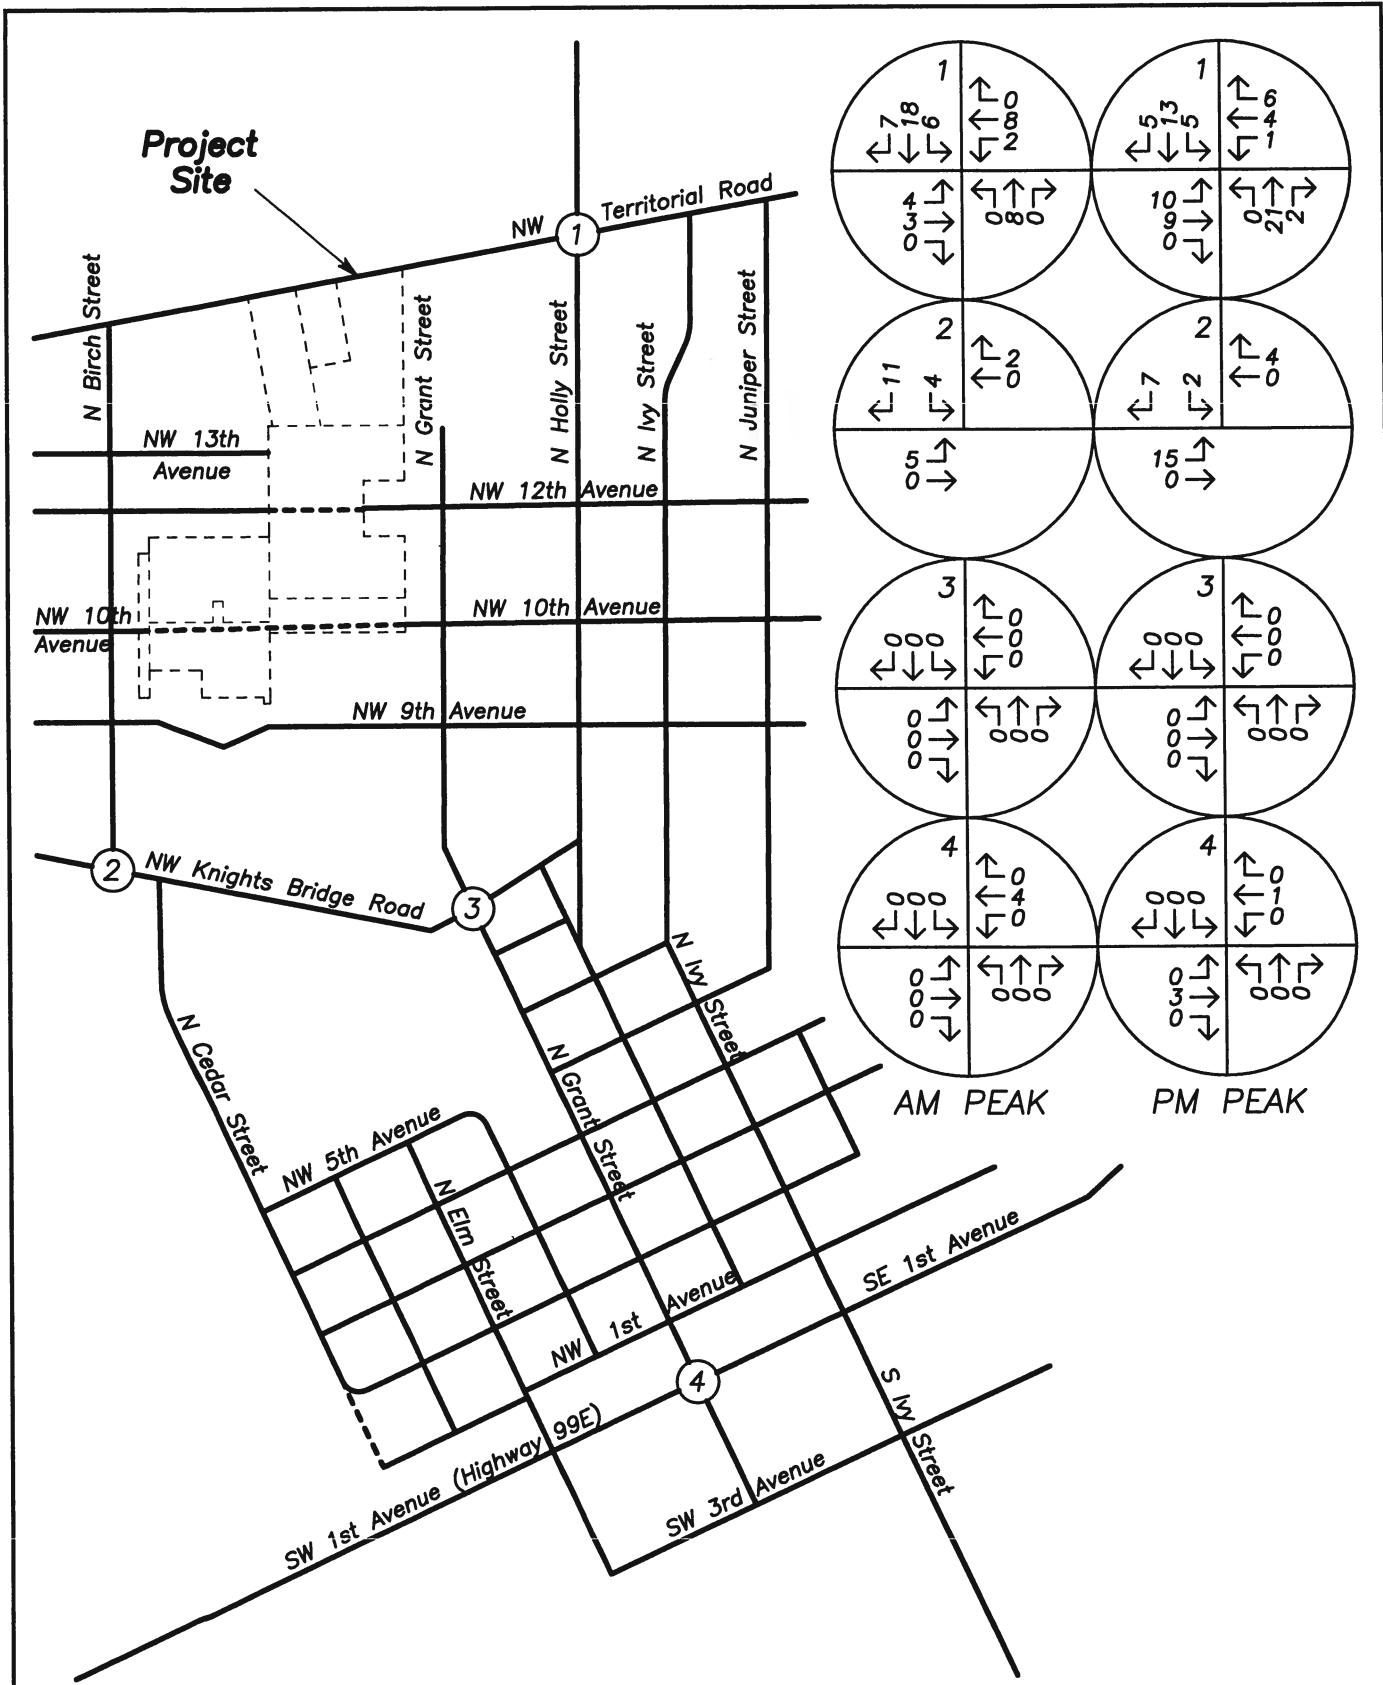 Project
Site
NW
1
Territorial Road
N Birch Street
N Grant Street
N Holly Street
N Ivy Street
N Juniper Street
NW 13th
Avenue
NW 12th Avenue
NW 10th
Avenue
NW 10th Avenue
NW 9th Avenue
2
NW Knights Bridge Road
3
N Cedar Street
N Ivy Street
N Grant Street
NW 5th Avenue
N Elm Street
NW 1st Avenue
SE 1st Avenue
4
SW 1st Avenue (Highway 99E)
SW 3rd Avenue
S Ivy Street
1
7 18 6
0
8
2
4
3
0
0 8 0
1
5 13 5
6
4
1
10
9
0
0 21 2
2
11 4
2
0
5
0
2
7 2
4
0
15
0
3
0 0 0
0
0
0
0
0
0
0 0 0
3
0 0 0
0
0
0
0
0
0
0 0 0
4
0 0 0
0
4
0
0
0
0
0 0 0
4
0 0 0
0
1
0
0
3
0
0 0 0
AM PEAK
PM PEAK